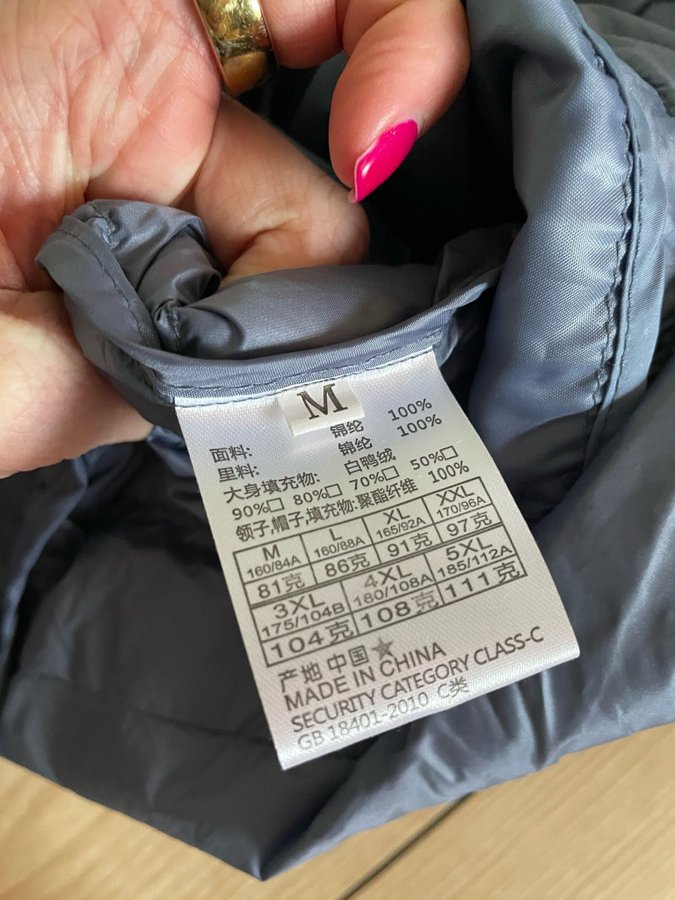 M
面料: 锦纶 100%
里料: 锦纶 100%
大身填充物: 白鸭绒
90%□ 80%□ 70%□ 50%□
领子,帽子,填充物:聚酯纤维 100%
M L XL XXL
160/84A 160/88A 165/92A 170/96A
81克 86克 91克 97克
3XL 4XL 5XL
175/104B 180/108A 185/112A
104克 108克 111克
产地 中国
MADE IN CHINA
SECURITY CATEGORY CLASS-C
GB 18401-2010 C类